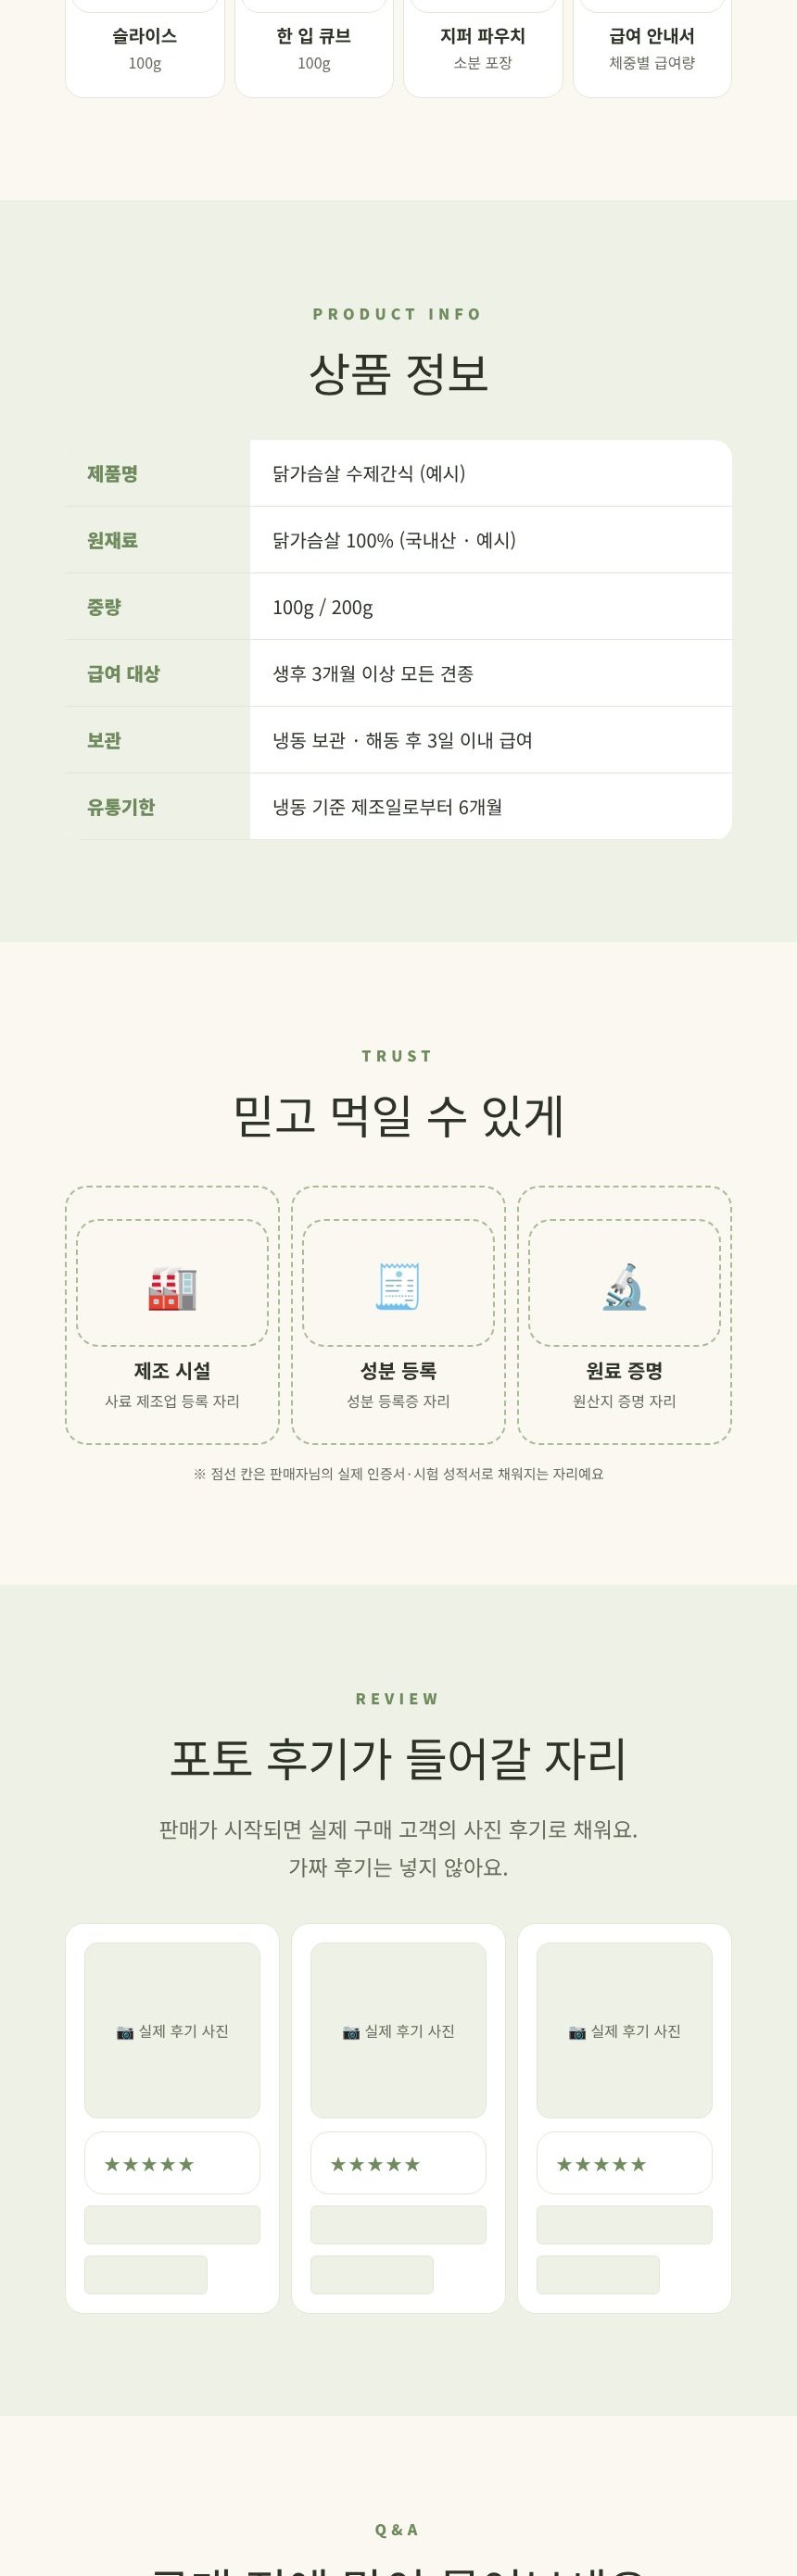 슬라이스
100g
한 입 큐브
100g
지퍼 파우치
소분 포장
급여 안내서
체중별 급여량
PRODUCT INFO
상품 정보
제품명 닭가슴살 수제간식 (예시)
원재료 닭가슴살 100% (국내산 · 예시)
중량 100g / 200g
급여 대상 생후 3개월 이상 모든 견종
보관 냉동 보관 · 해동 후 3일 이내 급여
유통기한 냉동 기준 제조일로부터 6개월
TRUST
믿고 먹일 수 있게
제조 시설
사료 제조업 등록 자리
성분 등록
성분 등록증 자리
원료 증명
원산지 증명 자리
※ 점선 칸은 판매자님의 실제 인증서·시험 성적서로 채워지는 자리예요
REVIEW
포토 후기가 들어갈 자리
판매가 시작되면 실제 구매 고객의 사진 후기로 채워요.
가짜 후기는 넣지 않아요.
📷 실제 후기 사진
★★★★★
📷 실제 후기 사진
★★★★★
📷 실제 후기 사진
★★★★★
Q&A